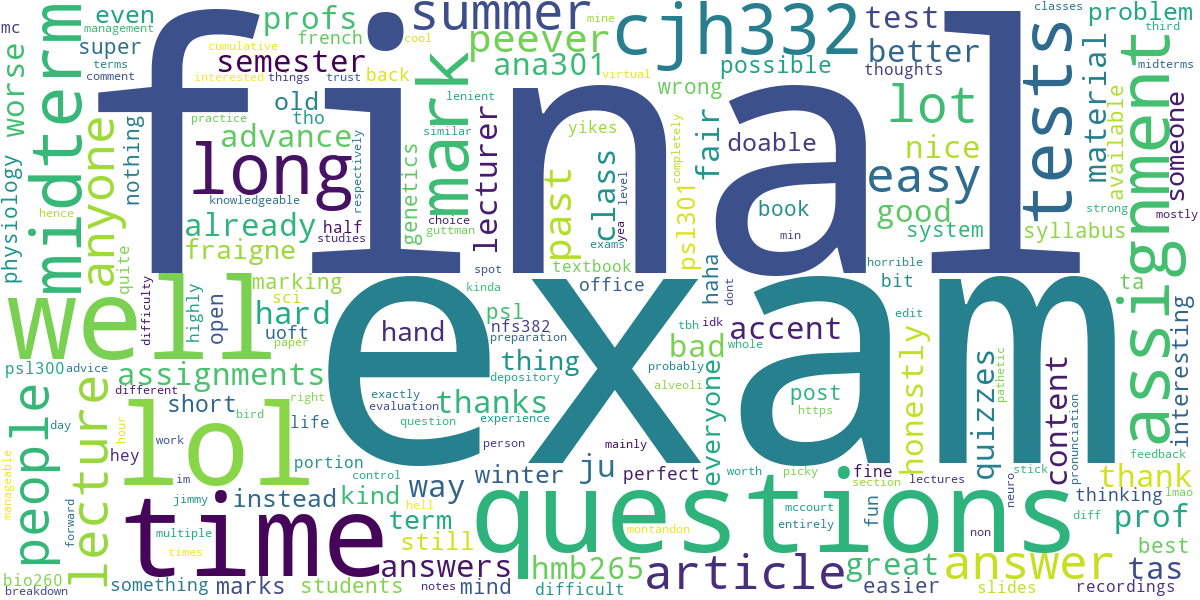 mc
even
profs
summer
cjh332
test
classes
third
management
mine
problem
super
french
peever
better
terms
cumulative
cool
semester
ana301
possible
midterms
comment
interested
things
trust
back
virtual
thoughts
worse
midterm
final
mark
wrong
tests
material
assignment
old
lenient
lot
available
someone
practice
tho
advance
similar
yikes
completely
fair
doable
nice
anyone
nothing
long
lecturer
past
class
easy
physiology
respectively
genetics
interesting
knowledgeable
level
book
good
hence
already
half
choice
exams
yea
psl301
min
system
syllabus
strong
mostly
quite
fraigne
studies
guttman
spot
textbook
horrible
marking
kinda
office
haha
dont
bit
ta
well
difficulty
highly
sci
hard
psl
exam
open
uoft
paper
hand
nfs382
tbh
idk
accent
edit
preparation
whole
bad
psl300
advice
assignments
thing
probably
honestly
quizzes
pathetic
content
people
lecture
different
exactly
depository
alveoli
everyone
lol
short
right
evaluation
thanks
post
bird
question
experience
https
day
hour
life
pronunciation
hey
work
portion
person
mainly
feedback
control
winter
ju
perfect
worth
picky
fine
lectures
stick
thank
manageable
im
section
time
jimmy
instead
kind
way
questions
neuro
thinking
lmao
forward
hell
mccourt
fun
diff
prof
multiple
term
montandon
entirely
non
times
still
best
bio260
answers
hmb265
article
great
answer
tas
breakdown
something
marks
students
notes
mind
difficult
easier
slides
recordings